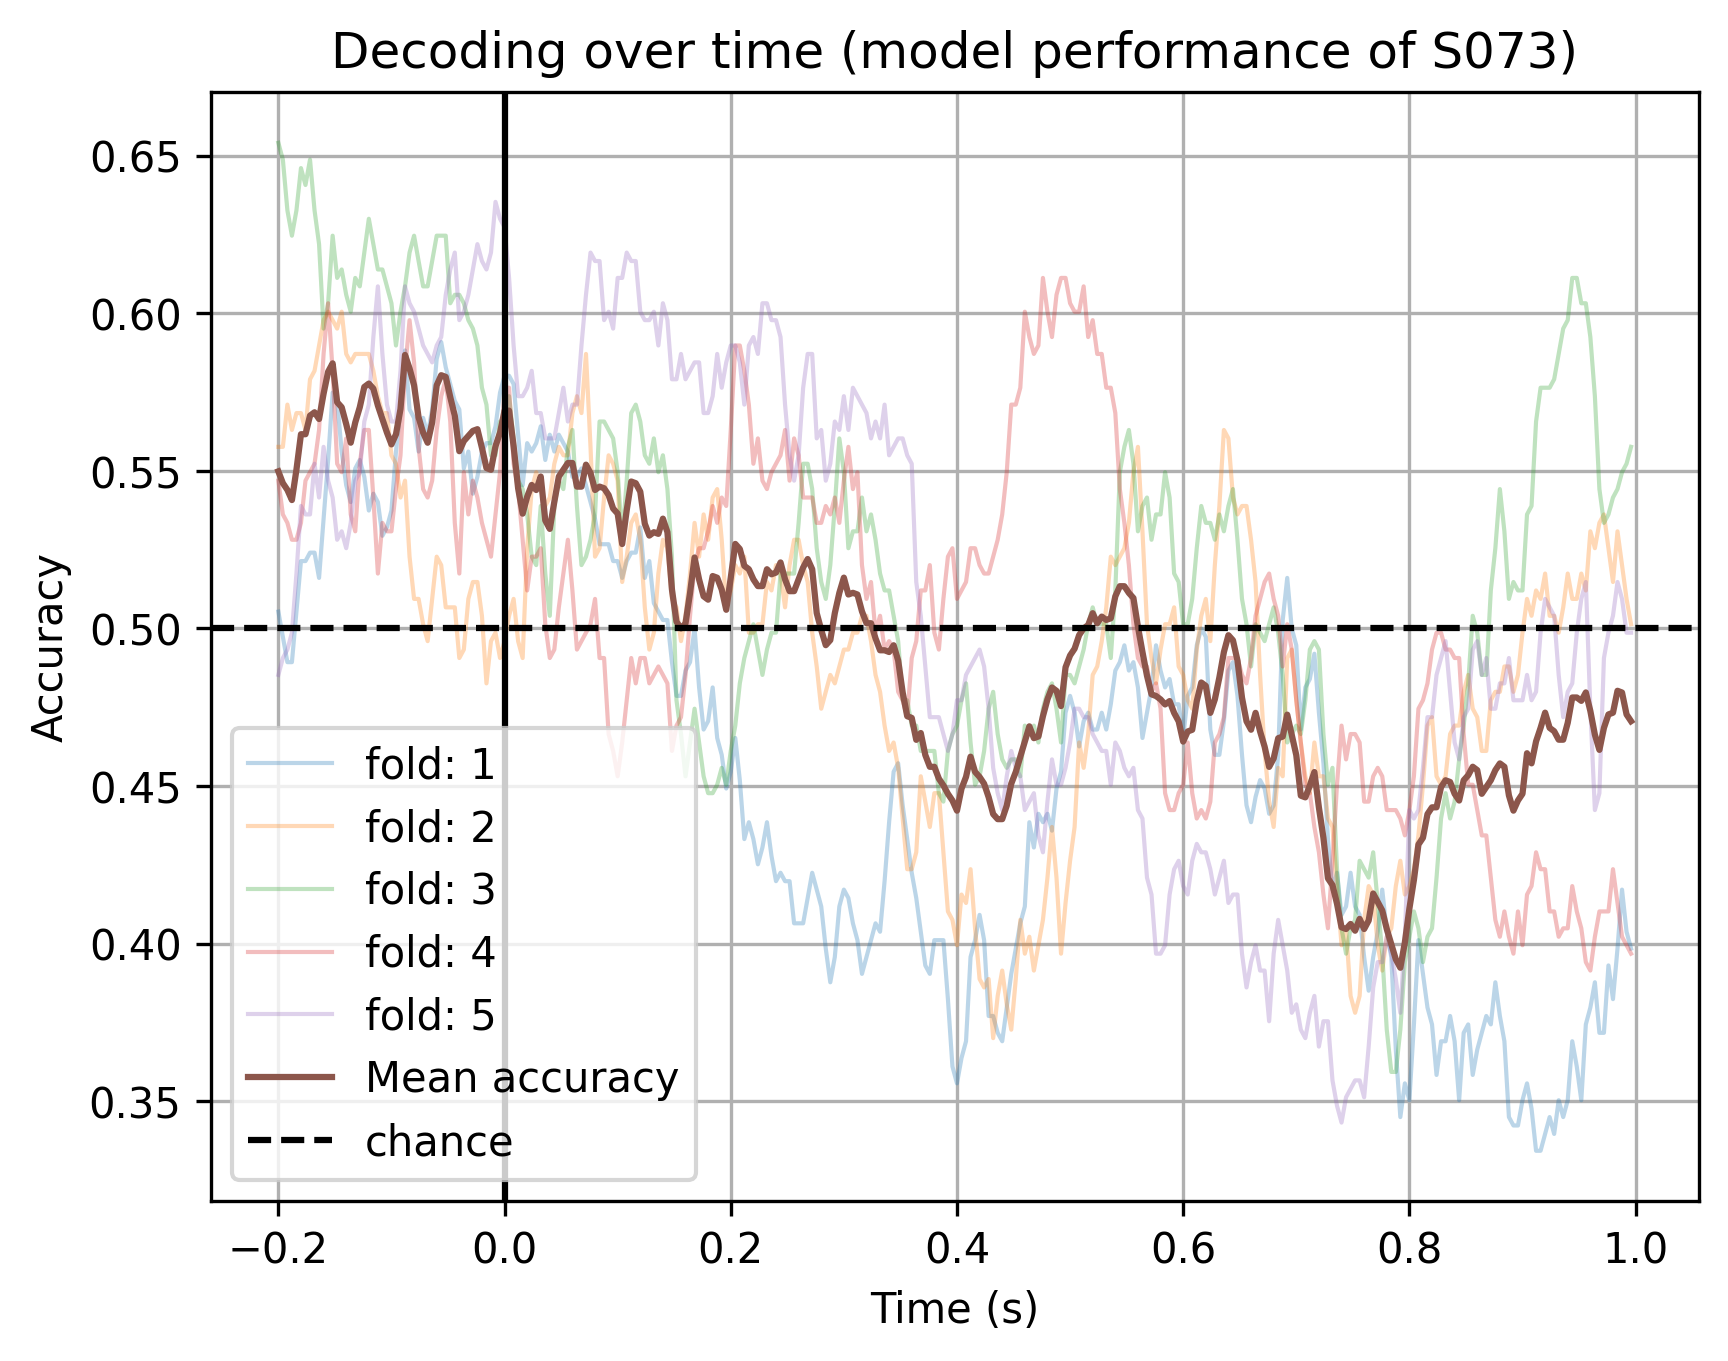 Decoding over time (model performance of S073)
Accuracy
0.65
0.60
0.55
0.50
0.45
0.40
0.35
fold: 1
fold: 2
fold: 3
fold: 4
fold: 5
Mean accuracy
chance
−0.2 0.0 0.2 0.4 0.6 0.8 1.0
Time (s)